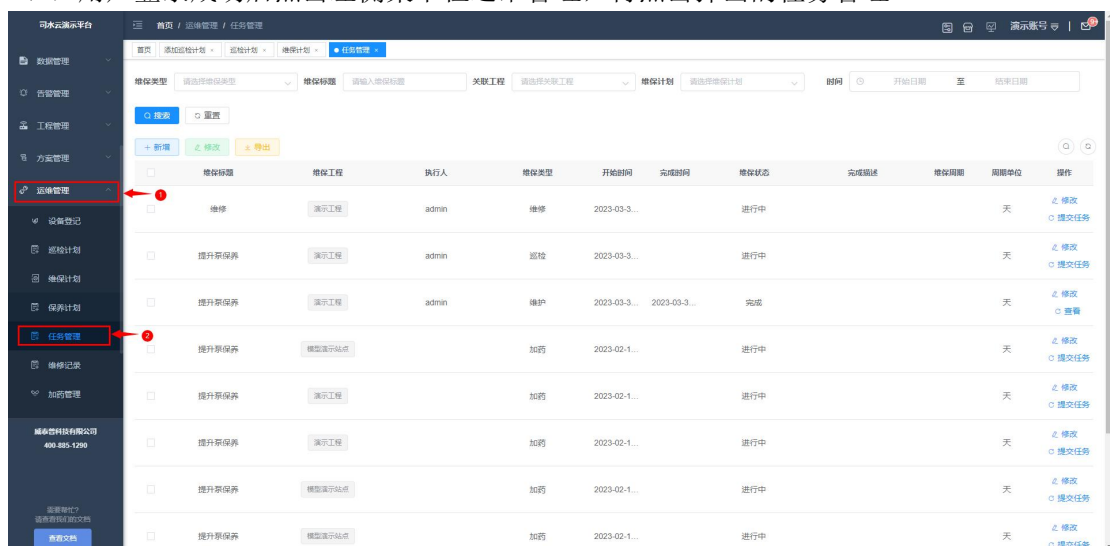 司水云演示平台
首页 / 运维管理 / 任务管理
演示账号
首页 添加巡检计划 × 巡检计划 × 维保计划 × 任务管理 ×
数据管理
告警管理
工程管理
方案管理
运维管理
设备登记
巡检计划
维保计划
保养计划
任务管理
维修记录
加药管理
威泰普科技有限公司
400-885-1290
需要帮忙?
请查看我们的文档
查看文档
1
2
维保类型 请选择维保类型 维保标题 请输入维保标题 关联工程 请选择关联工程 维保计划 请选择维保计划 时间 开始日期 至 结束日期
搜索 重置
+ 新增 修改 导出
维保标题 维保工程 执行人 维保类型 开始时间 完成时间 维保状态 完成描述 维保周期 周期单位 操作
维修 演示工程 admin 维修 2023-03-3... 进行中 天 修改 提交任务
提升泵保养 演示工程 admin 巡检 2023-03-3... 进行中 天 修改 提交任务
提升泵保养 演示工程 admin 维护 2023-03-3... 2023-03-3... 完成 天 修改 查看
提升泵保养 模型演示站点 加药 2023-02-1... 进行中 天 修改 提交任务
提升泵保养 演示工程 加药 2023-02-1... 进行中 天 修改 提交任务
提升泵保养 演示工程 加药 2023-02-1... 进行中 天 修改 提交任务
提升泵保养 模型演示站点 加药 2023-02-1... 进行中 天 修改 提交任务
提升泵保养 模型演示站点 加药 2023-02-1... 进行中 天 修改 提交任务